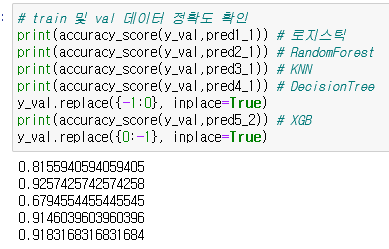 :
# train 및 val 데이터 정확도 확인
print(accuracy_score(y_val,pred1_1)) # 로지스틱
print(accuracy_score(y_val,pred2_1)) # RandomForest
print(accuracy_score(y_val,pred3_1)) # KNN
print(accuracy_score(y_val,pred4_1)) # DecisionTree
y_val.replace({-1:0}, inplace=True)
print(accuracy_score(y_val,pred5_2)) # XGB
y_val.replace({0:-1}, inplace=True)
0.8155940594059405
0.9257425742574258
0.6794554455445545
0.9146039603960396
0.9183168316831684